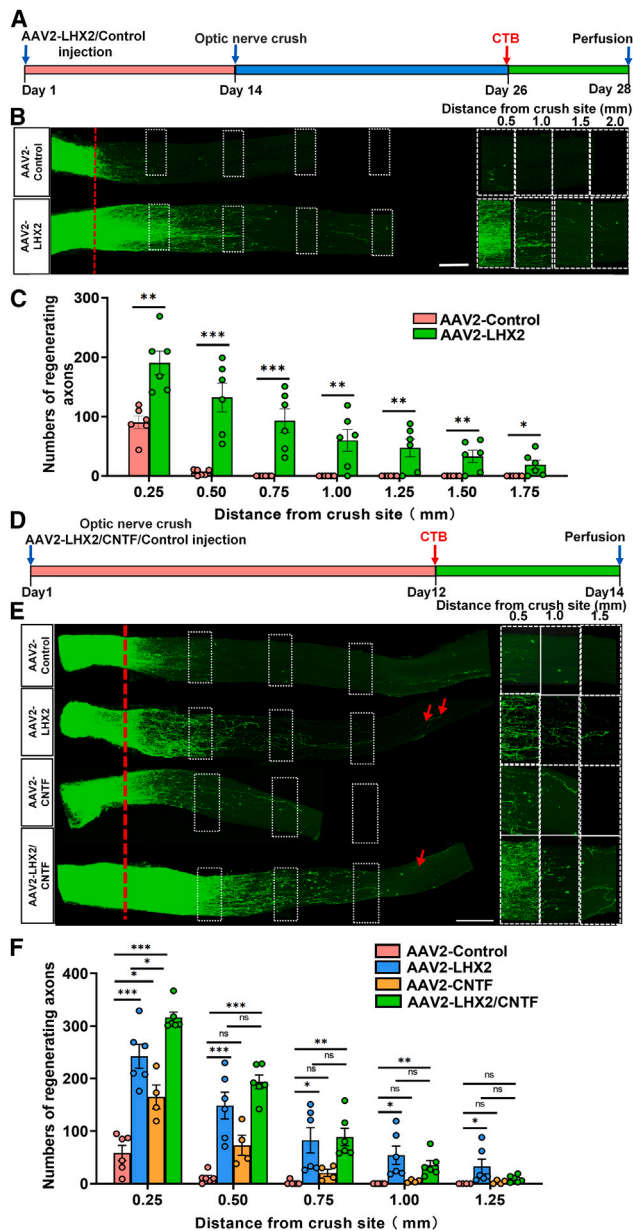 A
AAV2-LHX2/Control
injection
Optic nerve crush
CTB
Perfusion
Day 1
Day 14
Day 26
Day 28
B
Distance from crush site (mm)
0.5 1.0 1.5 2.0
AAV2-
Control
AAV2-
LHX2
C
Numbers of regenerating
axons
300
200
100
0
** *** *** ** ** ** *
AAV2-Control
AAV2-LHX2
0.25 0.50 0.75 1.00 1.25 1.50 1.75
Distance from crush site ( mm)
D
Optic nerve crush
AAV2-LHX2/CNTF/Control injection
CTB
Perfusion
Day1
Day12
Day14
E
Distance from crush site (mm)
0.5 1.0 1.5
AAV2-
Control
AAV2-
LHX2
AAV2-
CNTF
AAV2-LHX2/
CNTF
F
Numbers of regenerating axons
400
300
200
100
0
AAV2-Control
AAV2-LHX2
AAV2-CNTF
AAV2-LHX2/CNTF
***
*
*
***
***
ns
ns
***
**
ns
ns
*
**
ns
ns
*
ns
ns
ns
*
0.25 0.50 0.75 1.00 1.25
Distance from crush site ( mm)